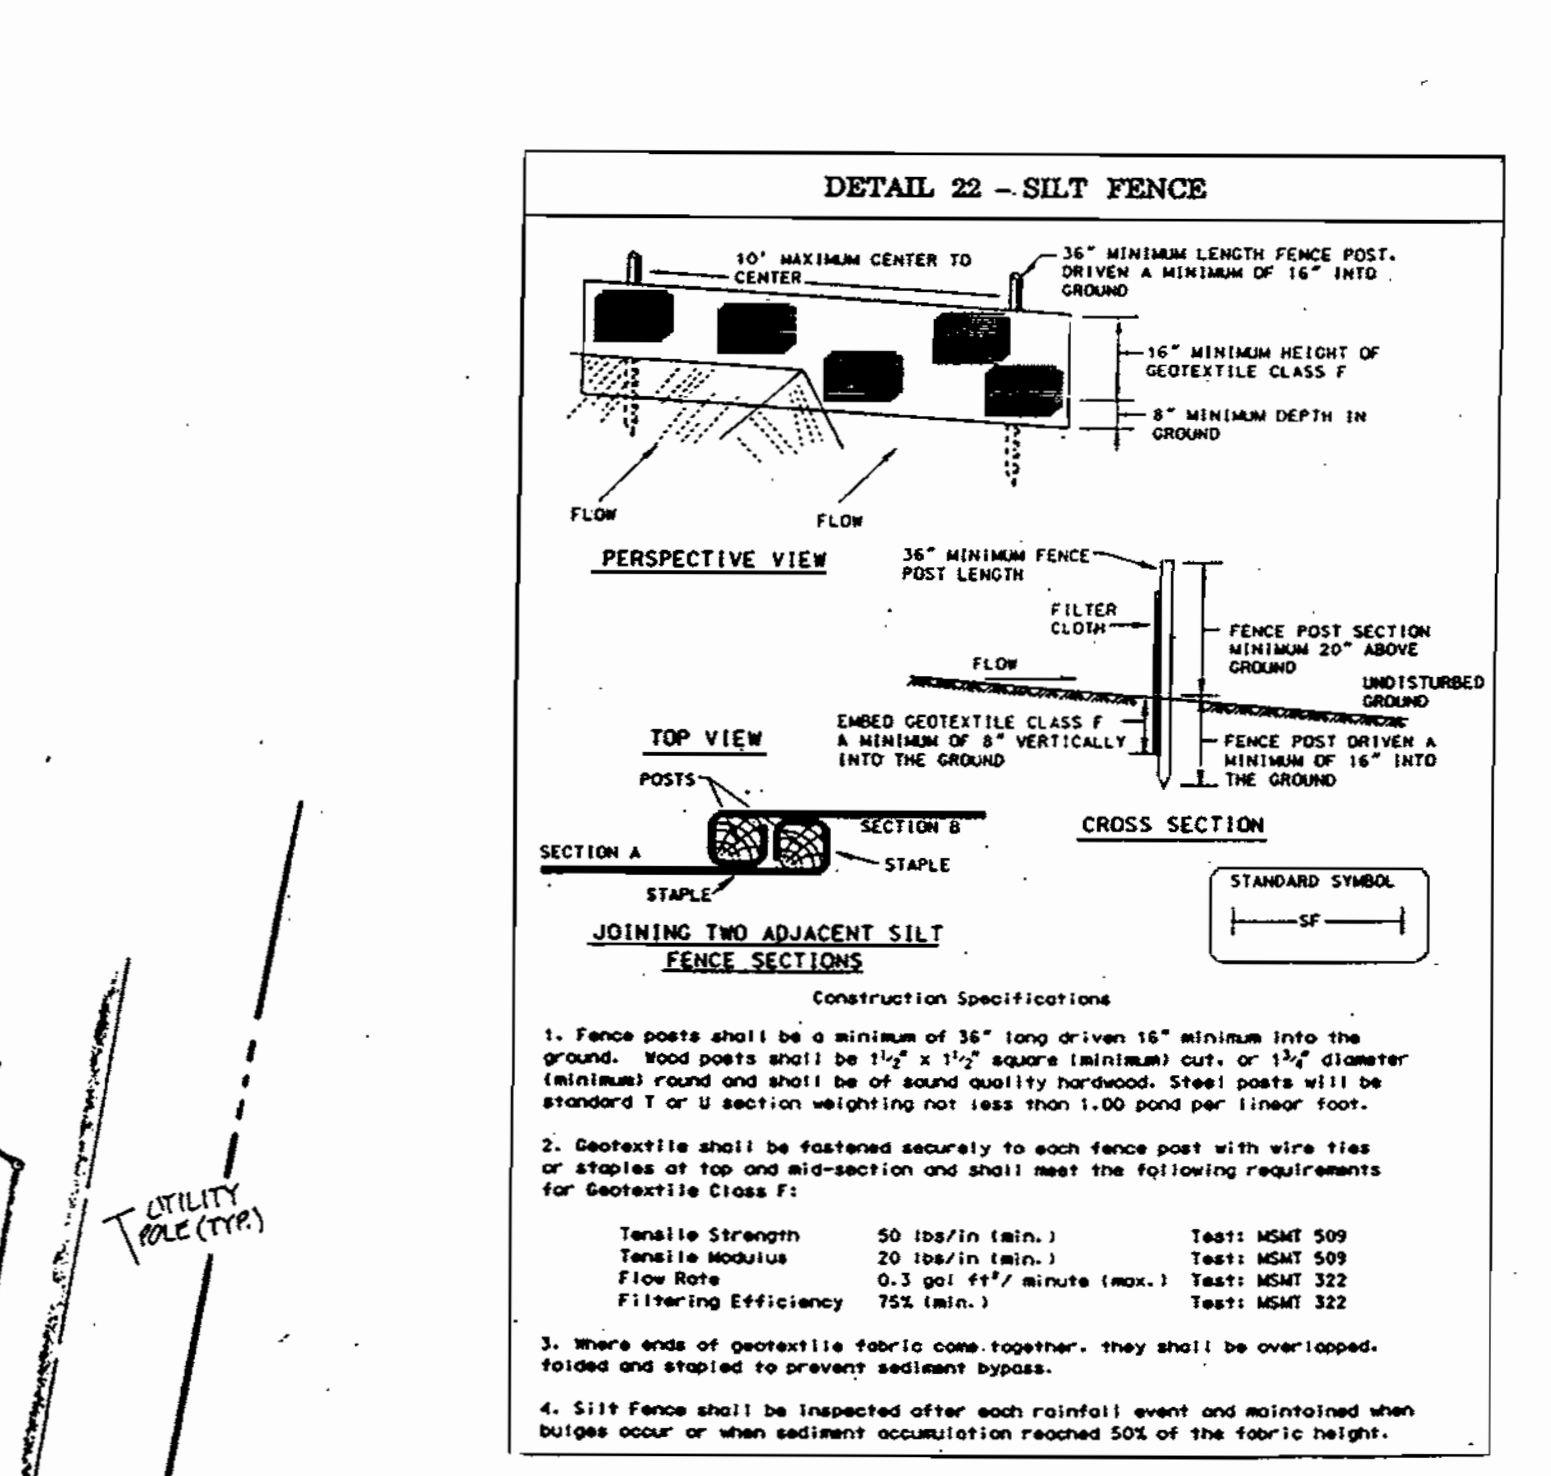 DETAIL 22 - SILT FENCE
10' MAXIMUM CENTER TO
CENTER
36" MINIMUM LENGTH FENCE POST.
DRIVEN A MINIMUM OF 16" INTO
GROUND
16" MINIMUM HEIGHT OF
GEOTEXTILE CLASS F
8" MINIMUM DEPTH IN
GROUND
FLOW
FLOW
PERSPECTIVE VIEW
36" MINIMUM FENCE
POST LENGTH
FILTER
CLOTH
FENCE POST SECTION
MINIMUM 20" ABOVE
GROUND
FLOW
UNDISTURBED
GROUND
EMBED GEOTEXTILE CLASS F
A MINIMUM OF 8" VERTICALLY
INTO THE GROUND
FENCE POST DRIVEN A
MINIMUM OF 16" INTO
THE GROUND
CROSS SECTION
TOP VIEW
POSTS
SECTION B
SECTION A
STAPLE
STAPLE
JOINING TWO ADJACENT SILT
FENCE SECTIONS
STANDARD SYMBOL
SF
Construction Specifications
1. Fence posts shall be a minimum of 36" long driven 16" minimum into the
ground. Wood posts shall be 1½" x 1½" square (minimum) cut, or 1¾" diameter
(minimum) round and shall be of sound quality hardwood. Steel posts will be
standard T or U section weighting not less than 1.00 pond per linear foot.
2. Geotextile shall be fastened securely to each fence post with wire ties
or staples at top and mid-section and shall meet the following requirements
for Geotextile Class F:
Tensile Strength 50 lbs/in (min.) Test: MSMT 509
Tensile Modulus 20 lbs/in (min.) Test: MSMT 509
Flow Rate 0.3 gal ft²/ minute (max.) Test: MSMT 322
Filtering Efficiency 75% (min.) Test: MSMT 322
3. Where ends of geotextile fabric come together, they shall be overlapped,
folded and stapled to prevent sediment bypass.
4. Silt Fence shall be inspected after each rainfall event and maintained when
bulges occur or when sediment accumulation reached 50% of the fabric height.
UTILITY
POLE (TYP.)